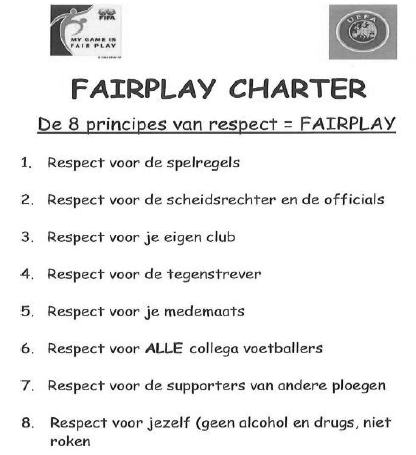 FIFA
MY GAME IS
FAIR PLAY
UEFA
FAIRPLAY CHARTER
De 8 principes van respect = FAIRPLAY
1. Respect voor de spelregels
2. Respect voor de scheidsrechter en de officials
3. Respect voor je eigen club
4. Respect voor de tegenstrever
5. Respect voor je medemaats
6. Respect voor ALLE collega voetballers
7. Respect voor de supporters van andere ploegen
8. Respect voor jezelf (geen alcohol en drugs, niet
roken